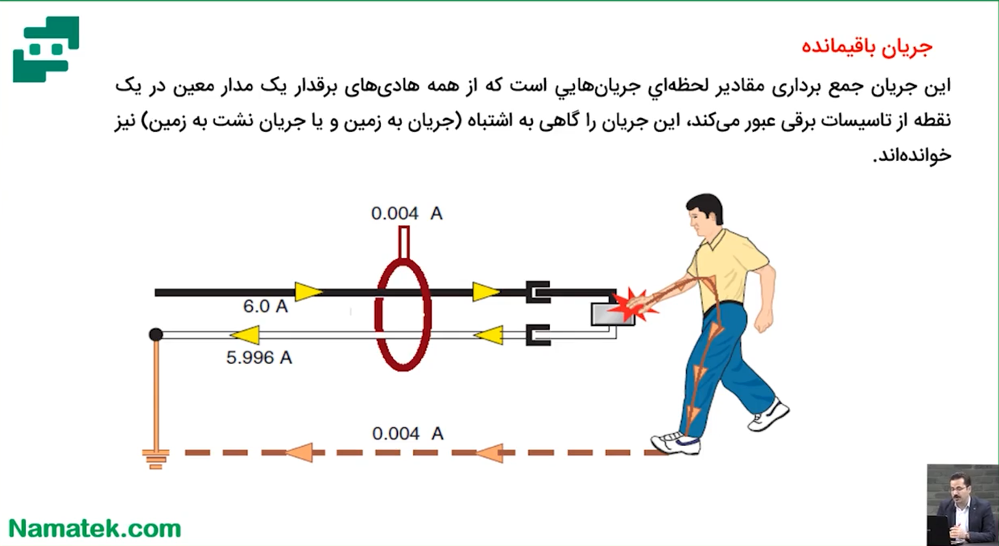 جریان باقیمانده
این جریان جمع برداری مقادیر لحظه‌اي جریان‌هايي است که از همه هادی‌های برقدار یک مدار معین در یک
نقطه از تاسیسات برقی عبور می‌کند، این جریان را گاهی به اشتباه (جریان به زمین و یا جریان نشت به زمین) نیز
خوانده‌اند.
0.004 A
6.0 A
5.996 A
0.004 A
Namatek.com